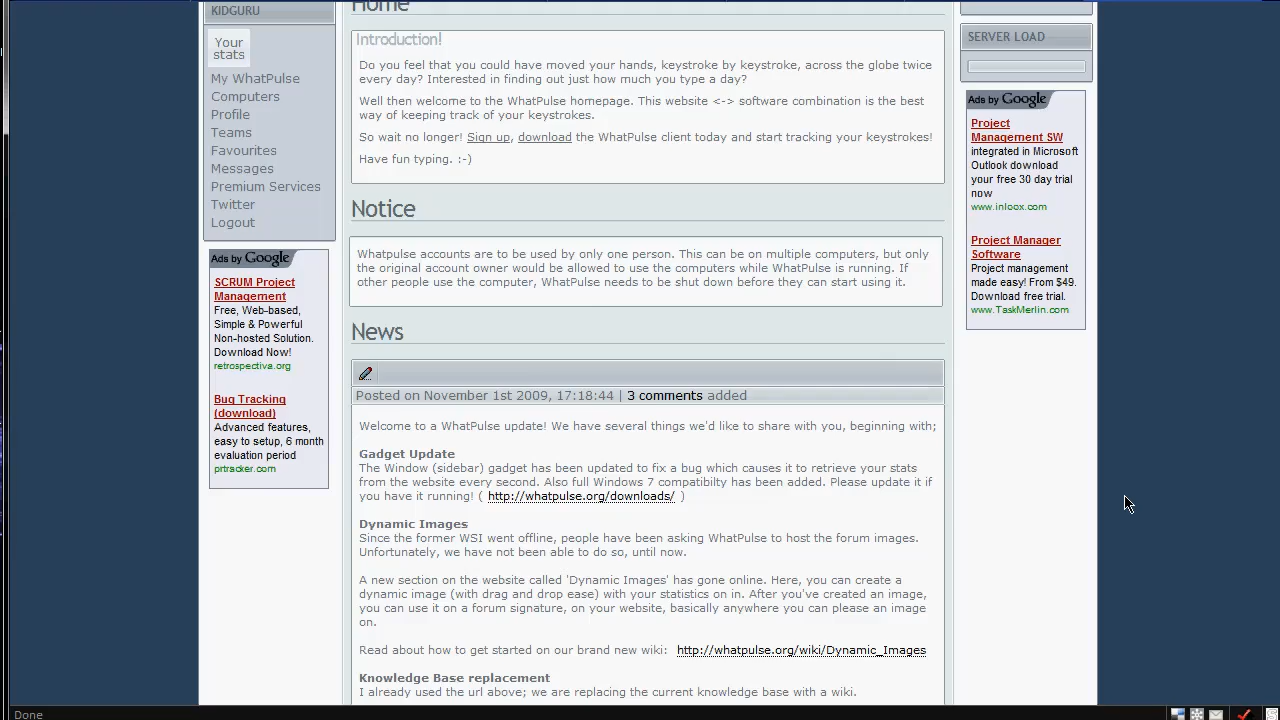 KIDGURU
Your
stats
My WhatPulse
Computers
Profile
Teams
Favourites
Messages
Premium Services
Twitter
Logout
Ads by Google
SCRUM Project
Management
Free, Web-based,
Simple & Powerful
Non-hosted Solution.
Download Now!
retrospectiva.org
Bug Tracking
(download)
Advanced features,
easy to setup, 6 month
evaluation period
prtracker.com
Home
Introduction!
Do you feel that you could have moved your hands, keystroke by keystroke, across the globe twice
every day? Interested in finding out just how much you type a day?
Well then welcome to the WhatPulse homepage. This website <-> software combination is the best
way of keeping track of your keystrokes.
So wait no longer! Sign up, download the WhatPulse client today and start tracking your keystrokes!
Have fun typing. :-)
Notice
Whatpulse accounts are to be used by only one person. This can be on multiple computers, but only
the original account owner would be allowed to use the computers while WhatPulse is running. If
other people use the computer, WhatPulse needs to be shut down before they can start using it.
News
Posted on November 1st 2009, 17:18:44 | 3 comments added
Welcome to a WhatPulse update! We have several things we'd like to share with you, beginning with;
Gadget Update
The Window (sidebar) gadget has been updated to fix a bug which causes it to retrieve your stats
from the website every second. Also full Windows 7 compatibilty has been added. Please update it if
you have it running! ( http://whatpulse.org/downloads/ )
Dynamic Images
Since the former WSI went offline, people have been asking WhatPulse to host the forum images.
Unfortunately, we have not been able to do so, until now.
A new section on the website called 'Dynamic Images' has gone online. Here, you can create a
dynamic image (with drag and drop ease) with your statistics on in. After you've created an image,
you can use it on a forum signature, on your website, basically anywhere you can please an image
on.
Read about how to get started on our brand new wiki: http://whatpulse.org/wiki/Dynamic_Images
Knowledge Base replacement
I already used the url above; we are replacing the current knowledge base with a wiki.
SERVER LOAD
Ads by Google
Project
Management SW
integrated in Microsoft
Outlook download
your free 30 day trial
now
www.inloox.com
Project Manager
Software
Project management
made easy! From $49.
Download free trial.
www.TaskMerlin.com
Done